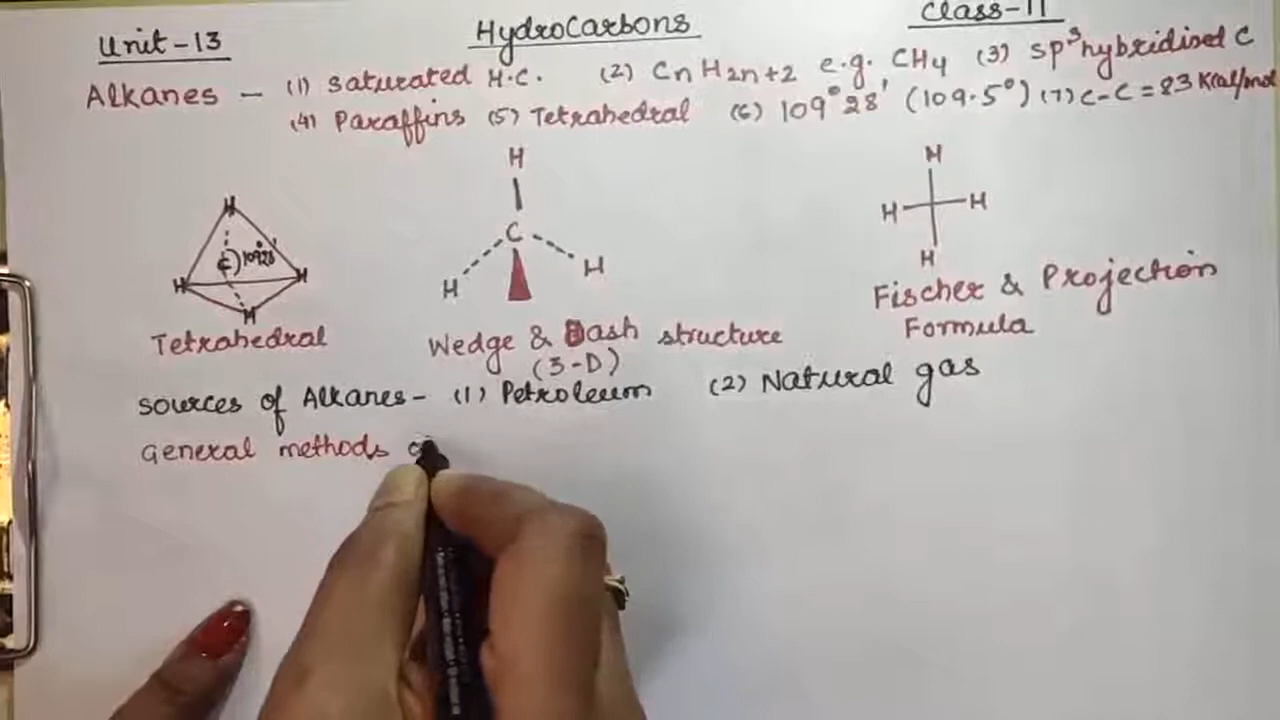 Unit-13
Hydrocarbons
Class-11
Alkanes - (1) Saturated H.C. (2) CnH2n+2 e.g. CH4 (3) sp3 hybridised C
(4) Paraffins (5) Tetrahedral (6) 109°28' (109.5°) (7) C-C = 83 Kcal/mol
H
H
H
H
C
109°28'
H
C
H
H
H
H
H
H
Tetrahedral
Wedge & Dash structure
(3-D)
Fischer & Projection
Formula
Sources of Alkanes- (1) Petroleum (2) Natural gas
General methods